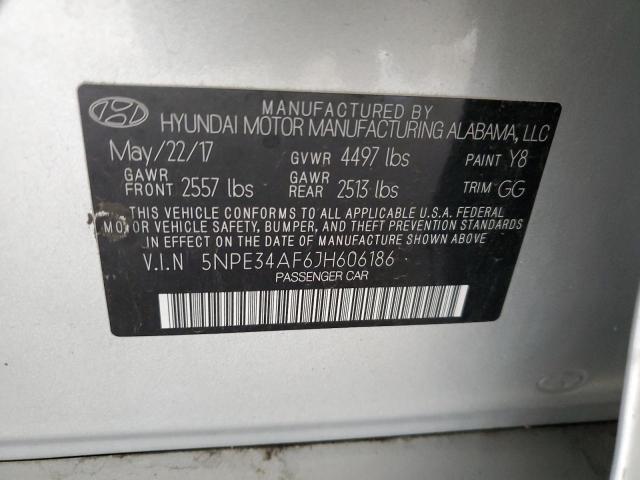 MANUFACTURED BY
HYUNDAI MOTOR MANUFACTURING ALABAMA, LLC
May/22/17 GVWR 4497 lbs PAINT Y8
GAWR FRONT 2557 lbs GAWR REAR 2513 lbs TRIM GG
THIS VEHICLE CONFORMS TO ALL APPLICABLE U.S.A. FEDERAL
MOTOR VEHICLE SAFETY, BUMPER, AND THEFT PREVENTION STANDARDS
IN EFFECT ON THE DATE OF MANUFACTURE SHOWN ABOVE.
V.I.N 5NPE34AF6JH606186
PASSENGER CAR